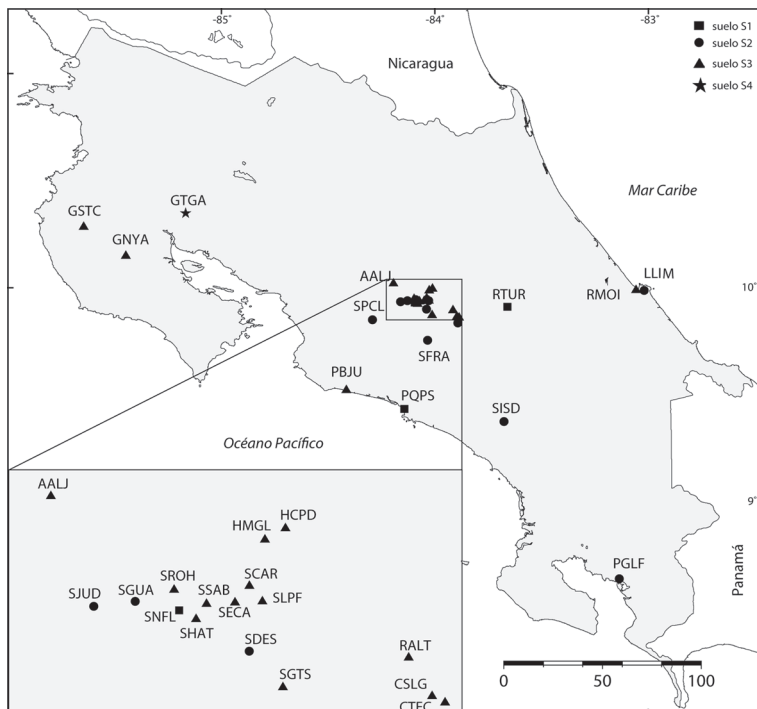 -85°
-84°
-83°
suelo S1
suelo S2
suelo S3
suelo S4
Nicaragua
Mar Caribe
GTGA
GSTC
GNYA
AALJ
SPCL
RTUR
RMOI
LLIM
10°
SFRA
PBJU
PQPS
SISD
Océano Pacífico
9°
PGLF
Panamá
AALJ
HCPD
HMGL
SROH
SCAR
SJUD
SGUA
SSAB
SLPF
SNFL
SECA
SHAT
SDES
RALT
SGTS
CSLG
CTEC
0
50
100